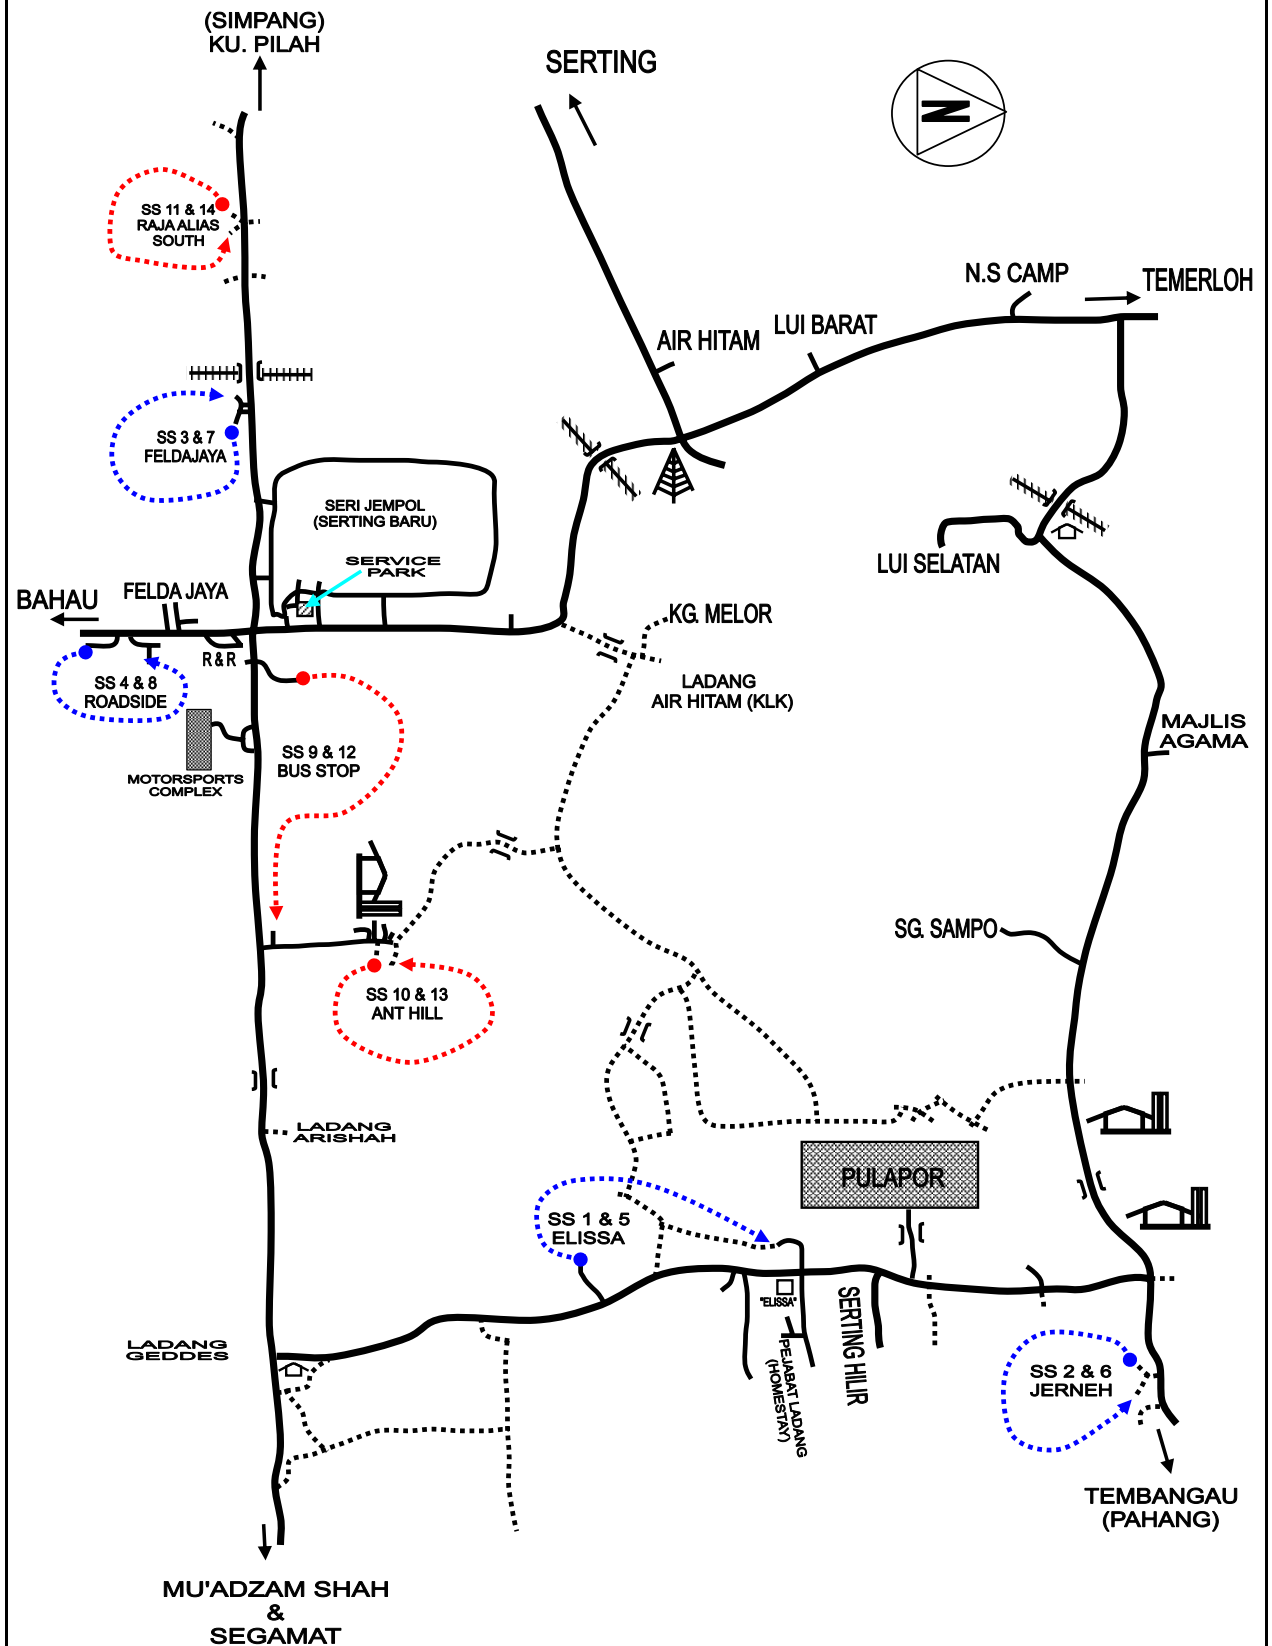 (SIMPANG)
KU. PILAH
SERTING
N
SS 11 & 14
RAJA ALIAS
SOUTH
N.S CAMP
TEMERLOH
AIR HITAM
LUI BARAT
SS 3 & 7
FELDAJAYA
SERI JEMPOL
(SERTING BARU)
SERVICE
PARK
LUI SELATAN
BAHAU
FELDA JAYA
KG. MELOR
R & R
SS 4 & 8
ROADSIDE
LADANG
AIR HITAM (KLK)
MAJLIS
AGAMA
SS 9 & 12
BUS STOP
MOTORSPORTS
COMPLEX
SG. SAMPO
SS 10 & 13
ANT HILL
LADANG
ARISHAH
PULAPOR
SS 1 & 5
ELISSA
"ELISSA"
SERTING HILIR
PEJABAT LADANG
(HOMESTAY)
LADANG
GEDDES
SS 2 & 6
JERNEH
TEMBANGAU
(PAHANG)
MU'ADZAM SHAH
&
SEGAMAT